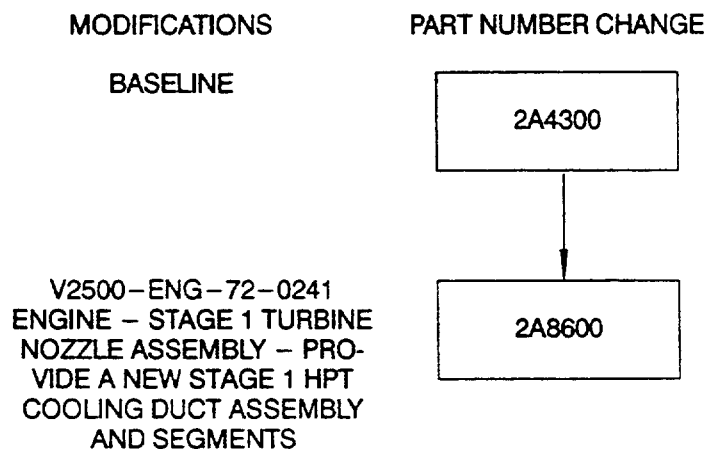 MODIFICATIONS
PART NUMBER CHANGE
BASELINE
2A4300
V2500-ENG-72-0241
ENGINE – STAGE 1 TURBINE
NOZZLE ASSEMBLY – PRO-
VIDE A NEW STAGE 1 HPT
COOLING DUCT ASSEMBLY
AND SEGMENTS
2A8600